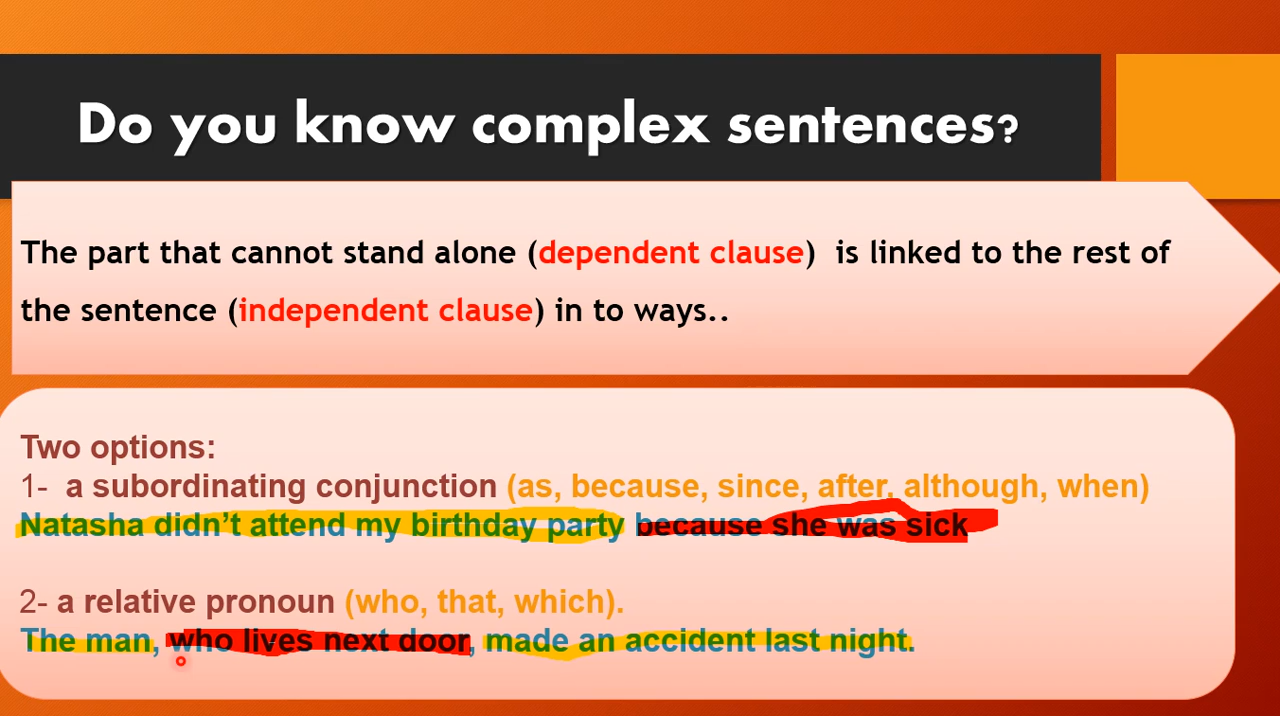 Do you know complex sentences?
The part that cannot stand alone (dependent clause)  is linked to the rest of
the sentence (independent clause) in to ways..
Two options:
1-  a subordinating conjunction (as, because, since, after, although, when)
Natasha didn’t attend my birthday party because she was sick
2- a relative pronoun (who, that, which).
The man, who lives next door, made an accident last night.